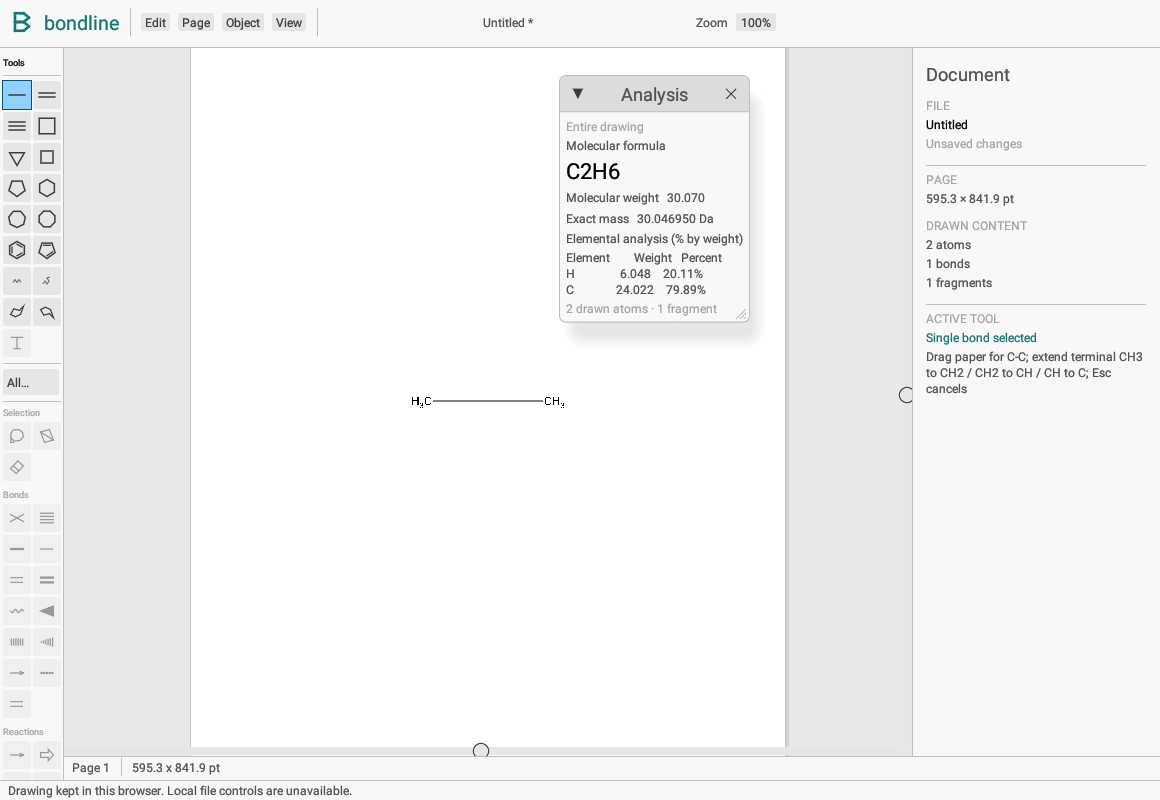 bondline
Edit Page Object View
Untitled *
Zoom 100%
Tools
All...
Selection
Bonds
Reactions
Analysis
Entire drawing
Molecular formula
C2H6
Molecular weight 30.070
Exact mass 30.046950 Da
Elemental analysis (% by weight)
Element Weight Percent
H 6.048 20.11%
C 24.022 79.89%
2 drawn atoms · 1 fragment
H₃C CH₃
Document
FILE
Untitled
Unsaved changes
PAGE
595.3 × 841.9 pt
DRAWN CONTENT
2 atoms
1 bonds
1 fragments
ACTIVE TOOL
Single bond selected
Drag paper for C-C; extend terminal CH3
to CH2 / CH2 to CH / CH to C; Esc
cancels
Page 1 595.3 x 841.9 pt
Drawing kept in this browser. Local file controls are unavailable.